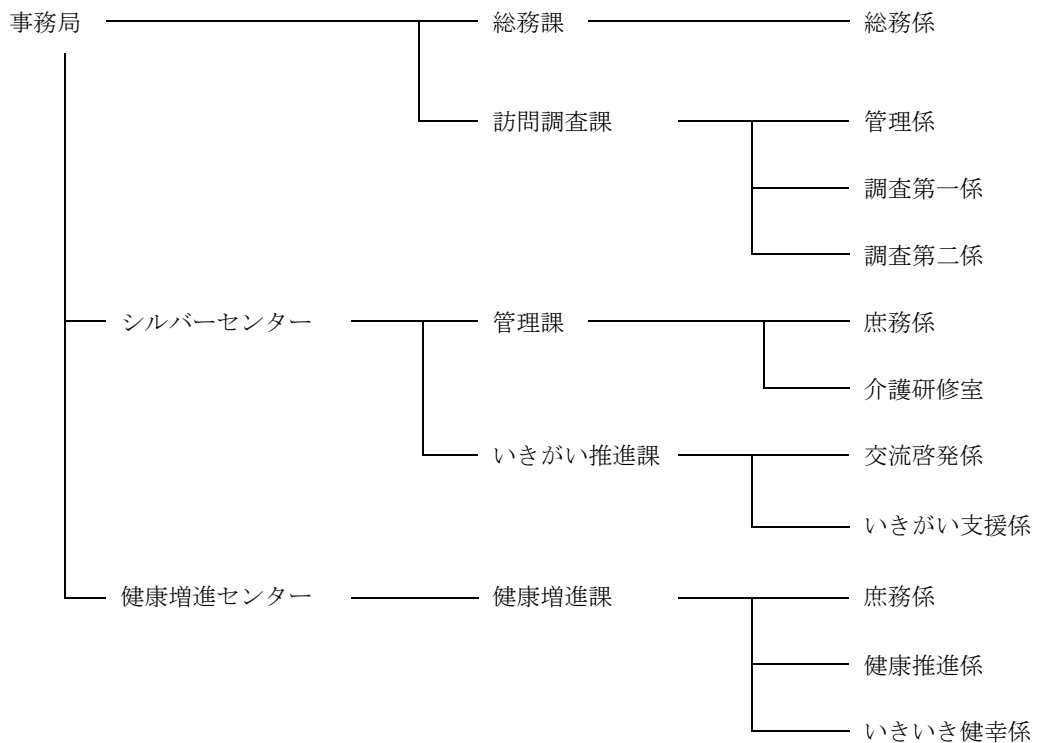 事務局 総務課 総務係
訪問調査課 管理係
調査第一係
調査第二係
シルバーセンター 管理課 庶務係
介護研修室
いきがい推進課 交流啓発係
いきがい支援係
健康増進センター 健康増進課 庶務係
健康推進係
いきいき健幸係